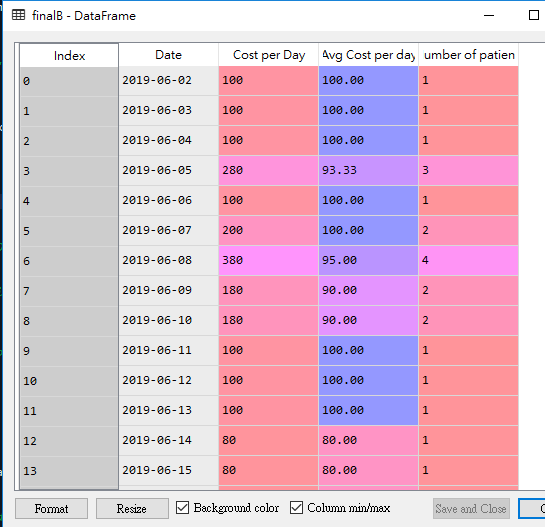 finalB - DataFrame
Index Date Cost per Day Avg Cost per day umber of patien
0 2019-06-02 100 100.00 1
1 2019-06-03 100 100.00 1
2 2019-06-04 100 100.00 1
3 2019-06-05 280 93.33 3
4 2019-06-06 100 100.00 1
5 2019-06-07 200 100.00 2
6 2019-06-08 380 95.00 4
7 2019-06-09 180 90.00 2
8 2019-06-10 180 90.00 2
9 2019-06-11 100 100.00 1
10 2019-06-12 100 100.00 1
11 2019-06-13 100 100.00 1
12 2019-06-14 80 80.00 1
13 2019-06-15 80 80.00 1
Format Resize Background color Column min/max Save and Close